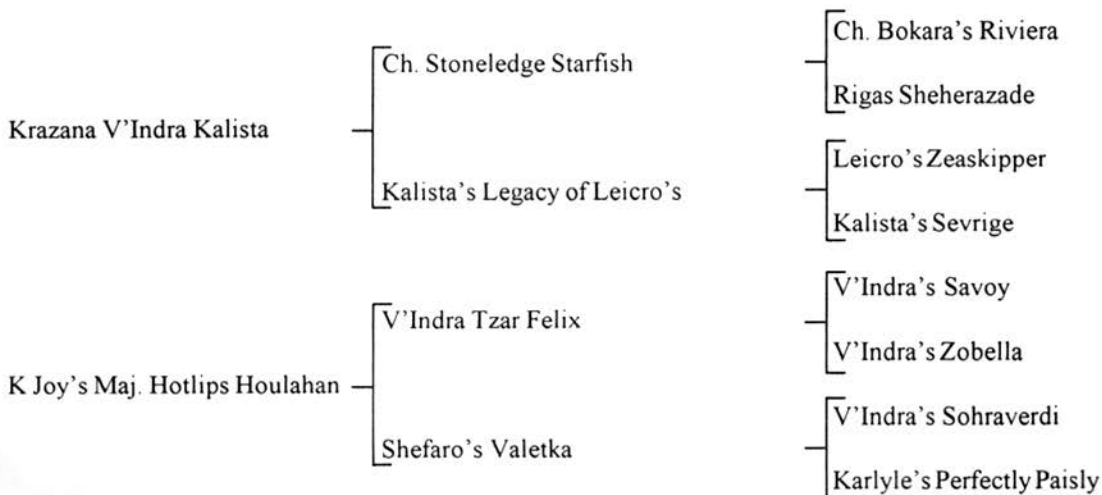 Ch. Bokara's Riviera
Ch. Stoneledge Starfish
Rigas Sheherazade
Krazana V'Indra Kalista
Leicro's Zeaskipper
Kalista's Legacy of Leicro's
Kalista's Sevrige
V'Indra's Savoy
V'Indra Tzar Felix
V'Indra's Zobella
K Joy's Maj. Hotlips Houlahan
V'Indra's Sohraverdi
Shefaro's Valetka
Karlyle's Perfectly Paisly